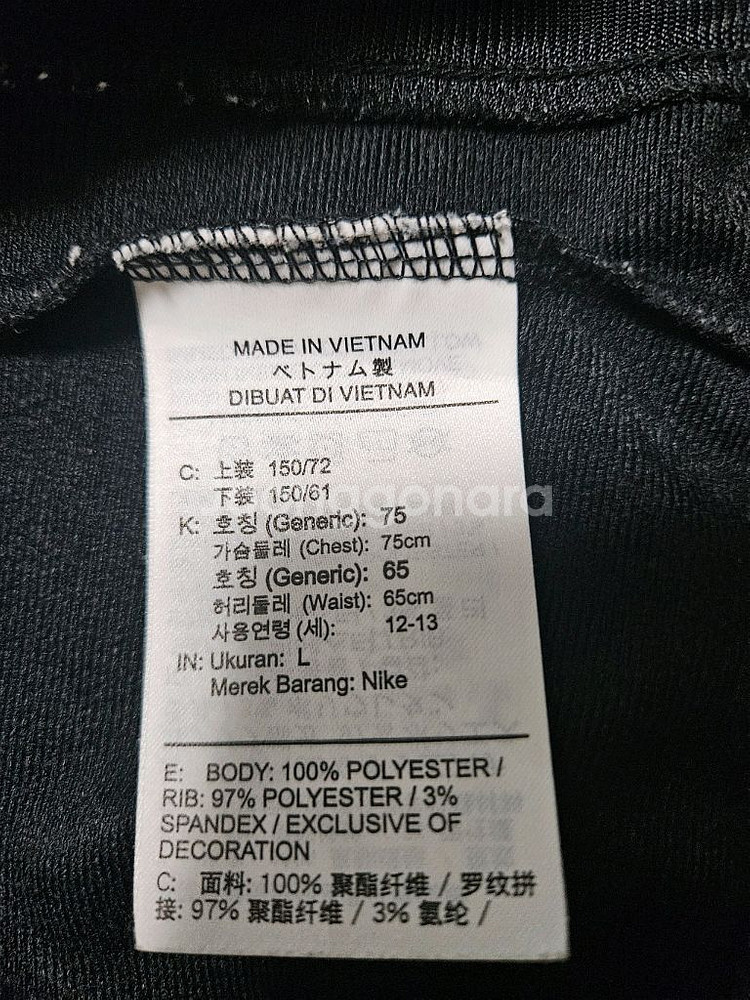 MADE IN VIETNAM
ベトナム製
DIBUAT DI VIETNAM
C: 上装 150/72
下装 150/61
K: 호칭 (Generic): 75
가슴둘레 (Chest): 75cm
호칭 (Generic): 65
허리둘레 (Waist): 65cm
사용연령 (세): 12-13
IN: Ukuran: L
Merek Barang: Nike
E: BODY: 100% POLYESTER /
RIB: 97% POLYESTER / 3%
SPANDEX / EXCLUSIVE OF
DECORATION
C: 面料: 100% 聚酯纤维 / 罗纹拼
接: 97% 聚酯纤维 / 3% 氨纶 /